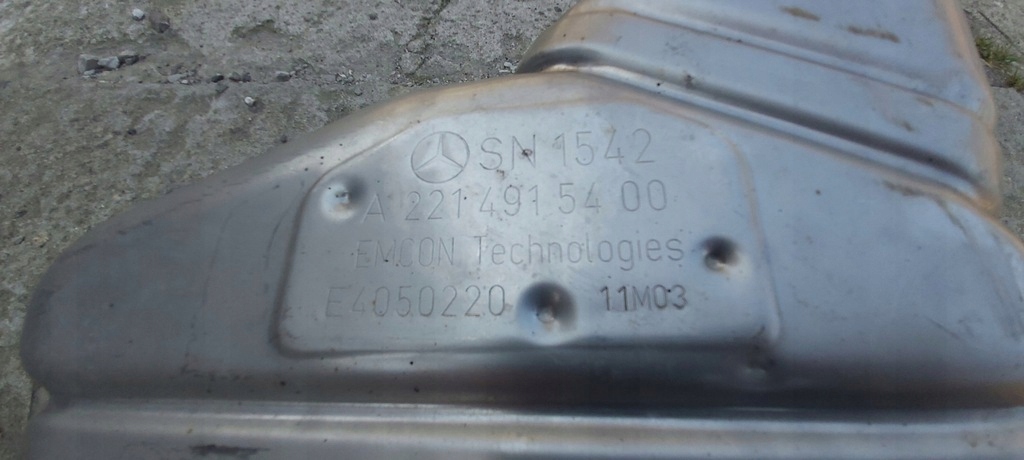 SN 1542
A 221 491 54 00
EMCON Technologies
E4050220 11M03